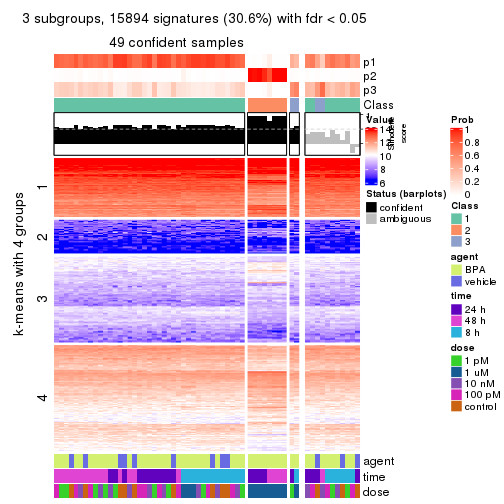 3 subgroups, 15894 signatures (30.6%) with fdr < 0.05
49 confident samples
p1
p2
p3
Class
Silhouette
score
k-means with 4 groups
1
2
3
4
agent
time
dose
Value
14
12
10
8
6
Status (barplots)
confident
ambiguous
Prob
1
0.8
0.6
0.4
0.2
0
Class
1
2
3
agent
BPA
vehicle
time
24 h
48 h
8 h
dose
1 pM
1 uM
10 nM
100 pM
control